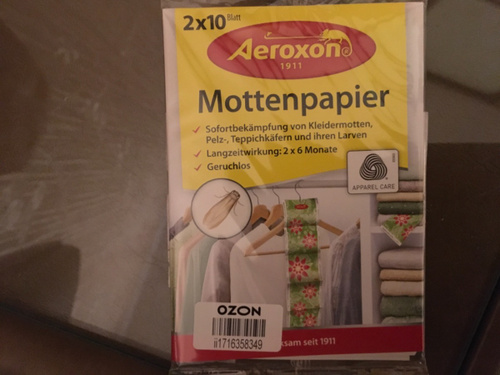 2x10 Blatt
Aeroxon
1911
Mottenpapier
✓ Sofortbekämpfung von Kleidermotten,
Pelz-, Teppichkäfern und ihren Larven
✓ Langzeitwirkung: 2 x 6 Monate
✓ Geruchlos
APPAREL CARE
OZON
ii1716358349
ksam seit 1911